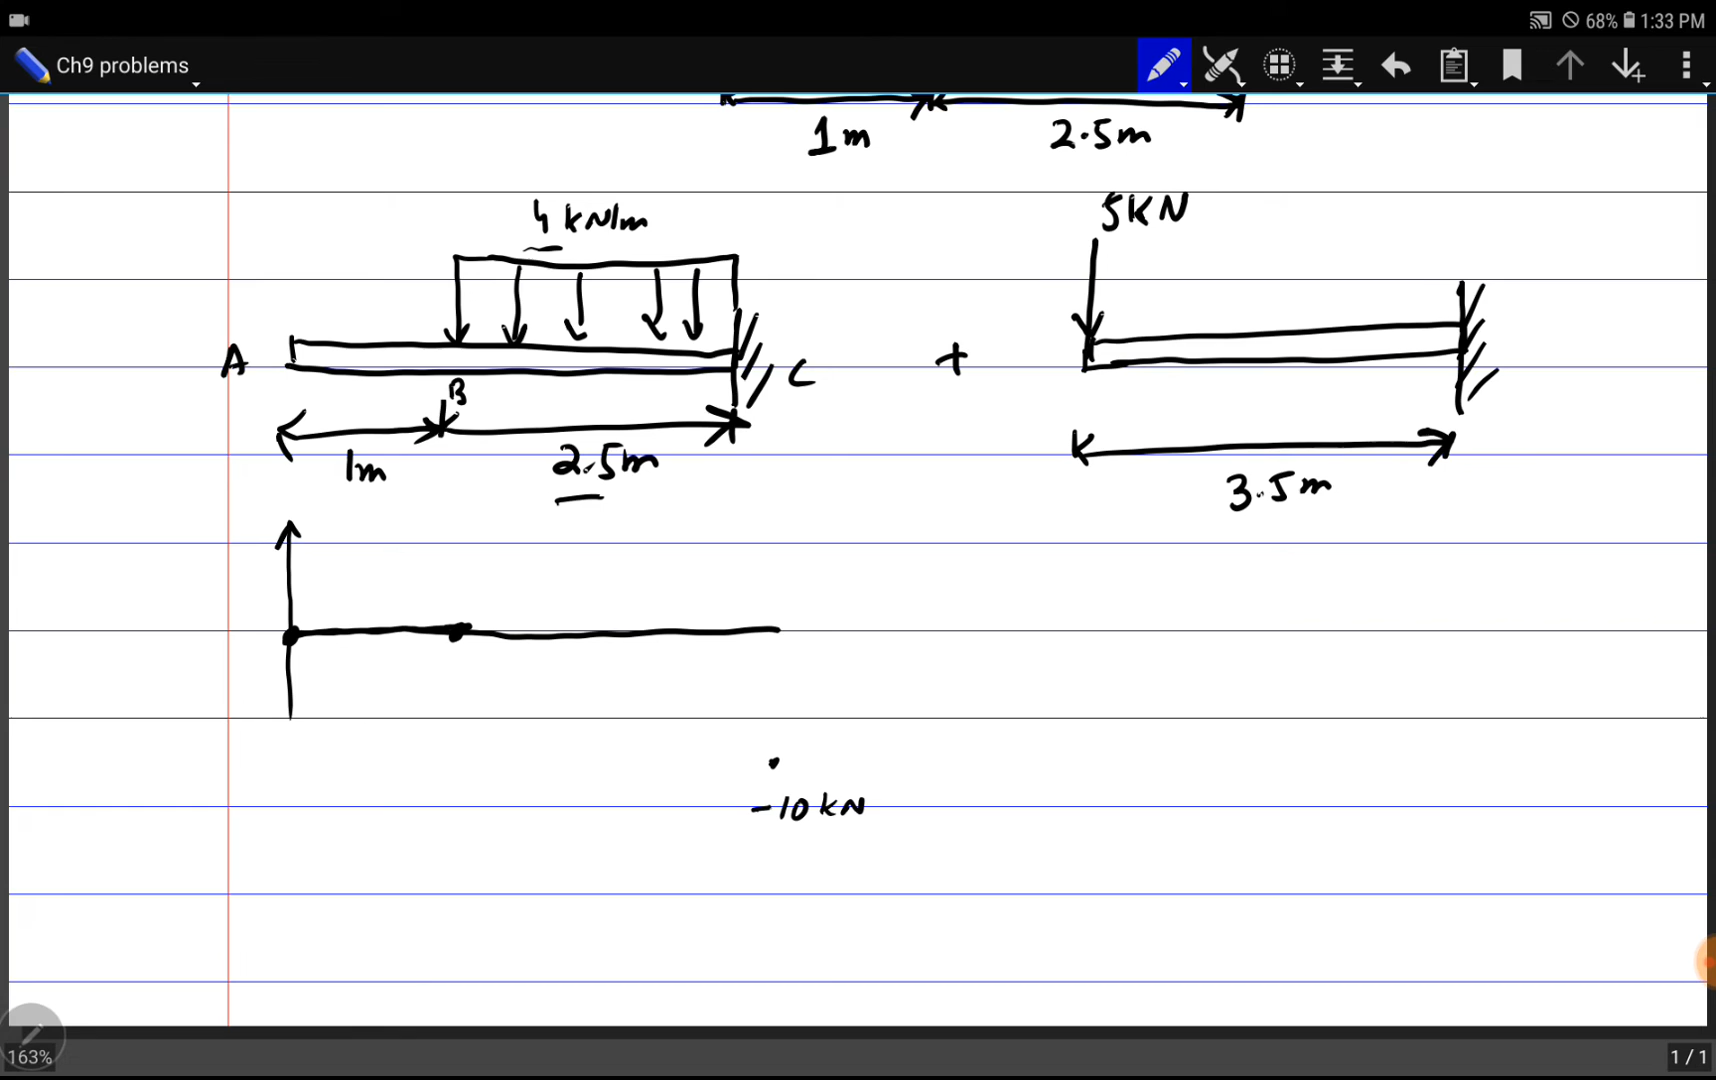 68% 1:33 PM
Ch9 problems
1m 2.5m
4 kN/m
5KN
A
B
C
+
1m
2.5m
3.5m
-10 kN
163%
1 / 1